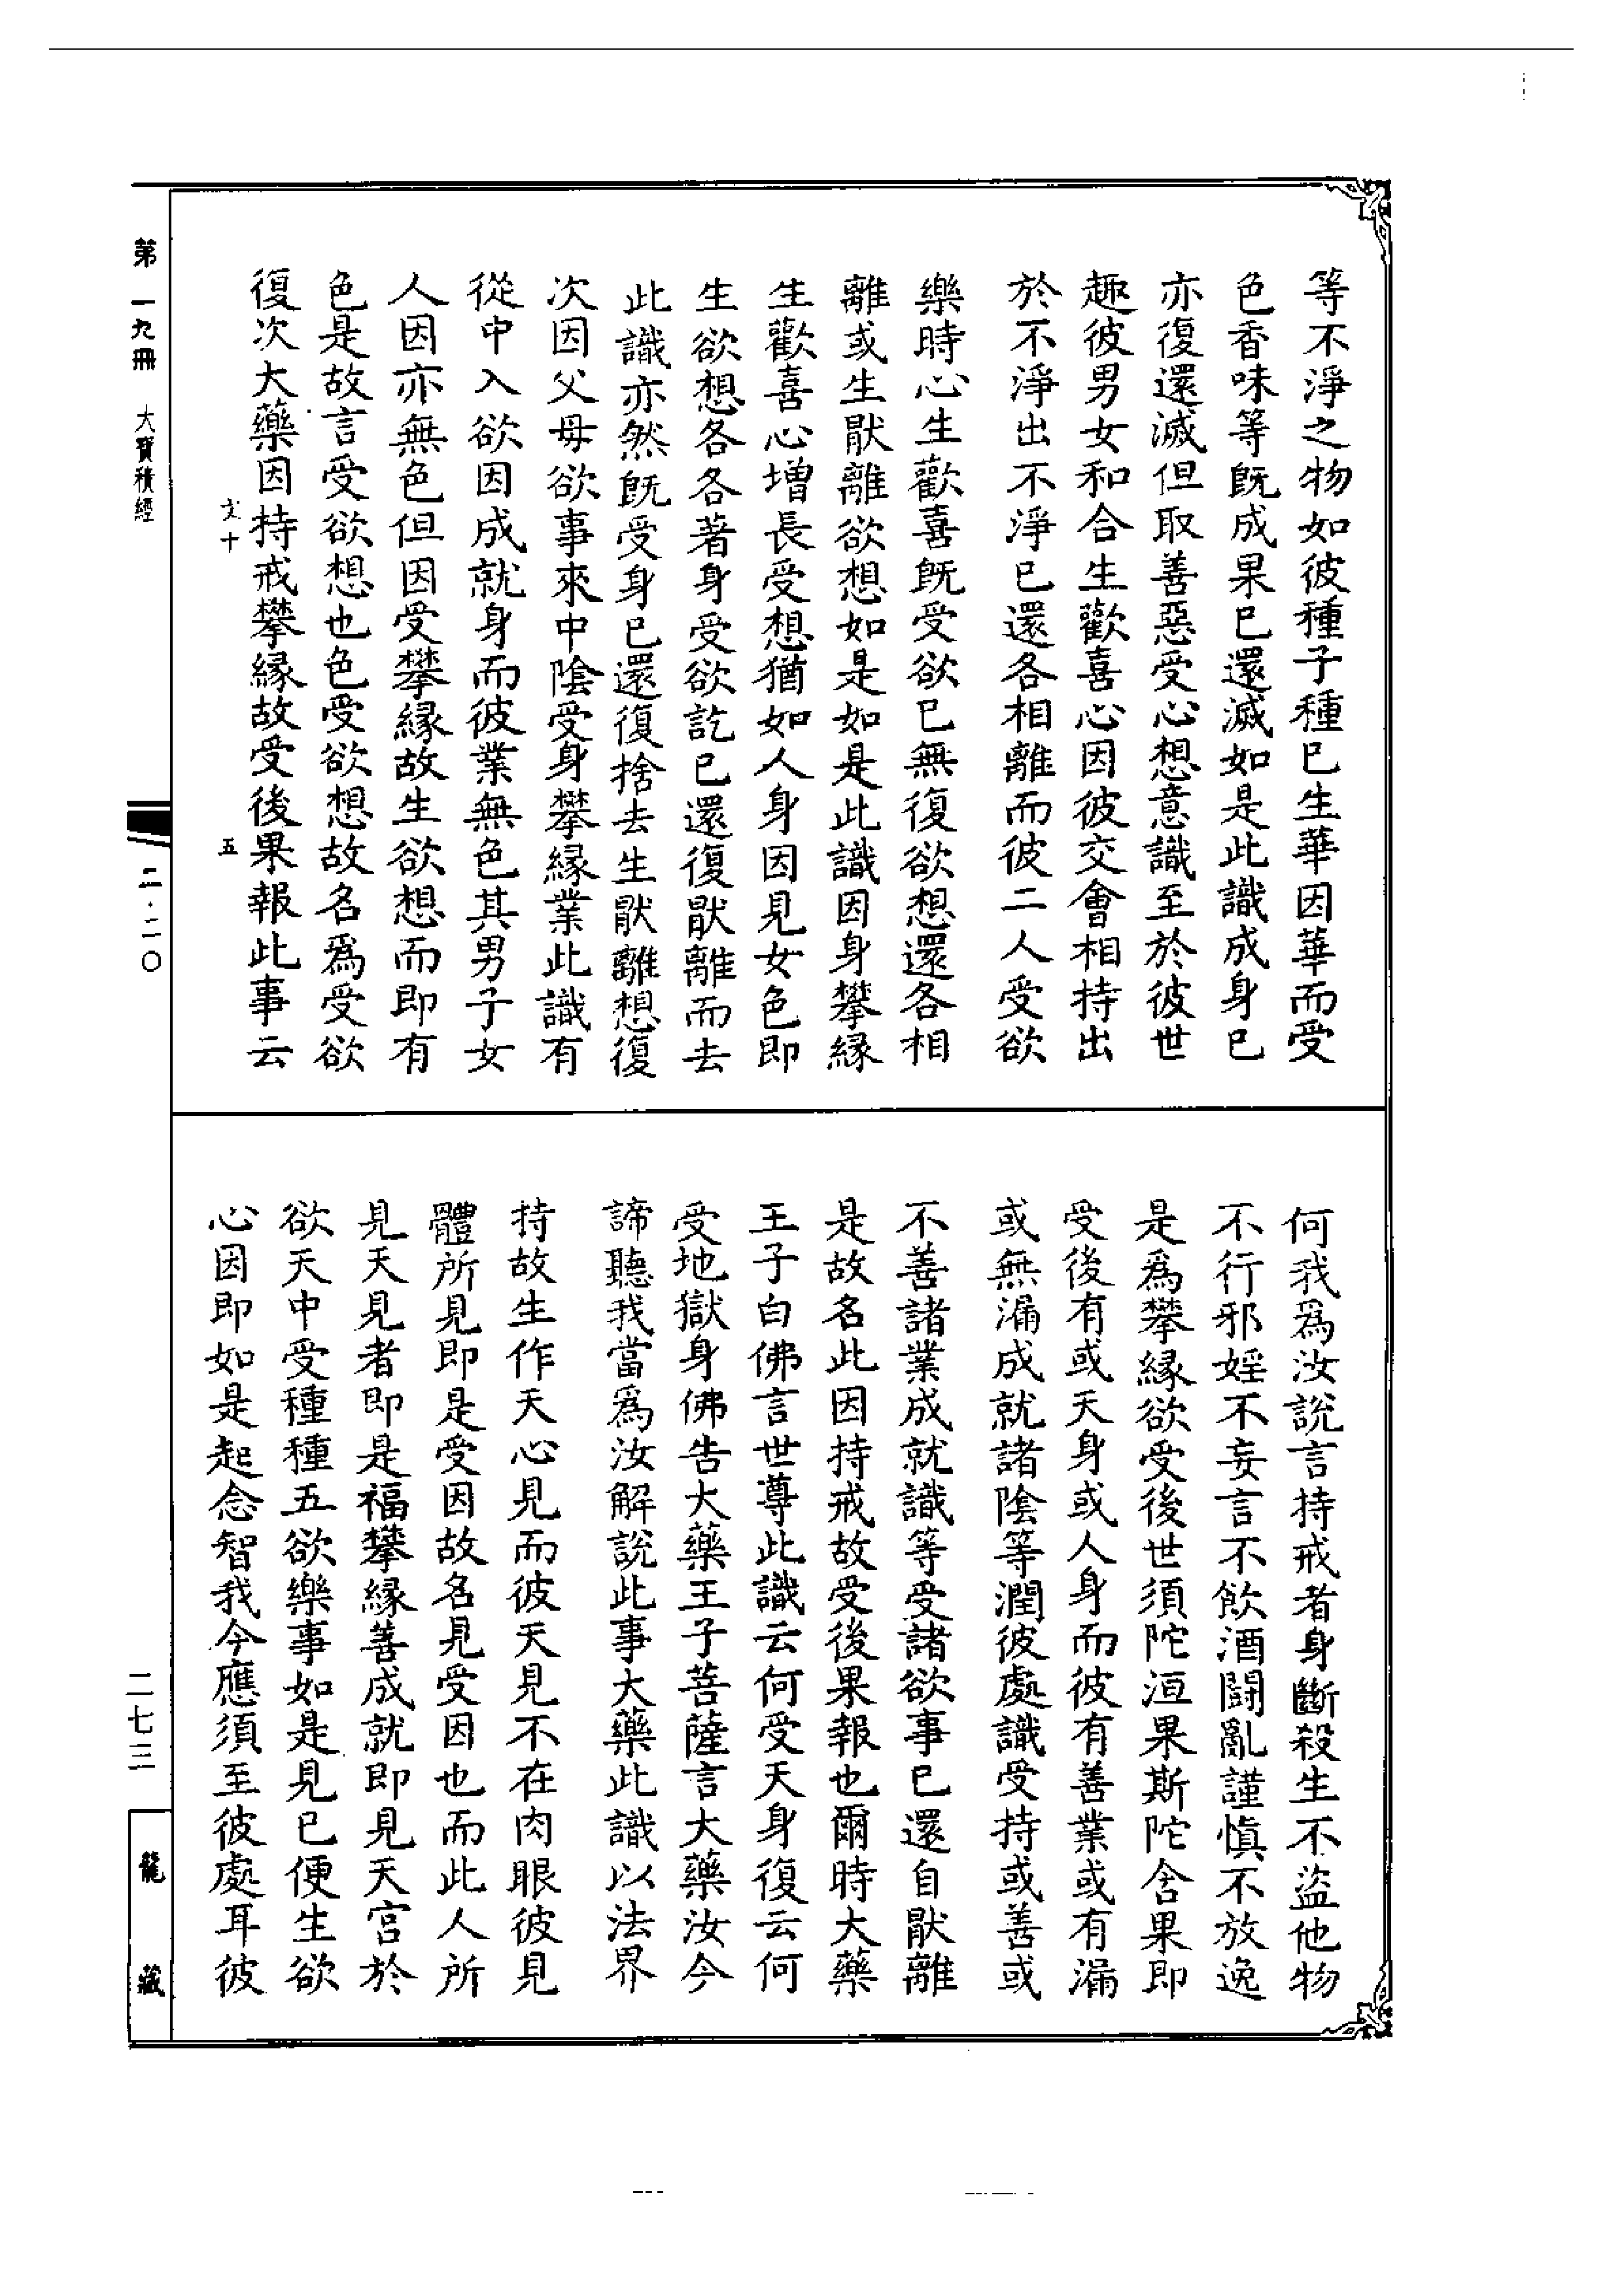 等不淨之物如彼種子種已生華因華而受
色香味等旣成果已還滅如是此識成身已
亦復還滅但取善惡受心想意識至於彼世
趣彼男女和合生歡喜心因彼交會相持出
於不淨出不淨已還各相離而彼二人受欲
樂時心生歡喜旣受欲已無復欲想還各相
離或生猒離欲想如是如是此識因身攀緣
生歡喜心增長受想猶如人身因見女色即
生欲想各各著身受欲訖已還復猒離而去
此識亦然旣受身已還復捨去生猒離想復
次因父母欲事來中陰受身攀緣業此識有
從中入欲因成就身而彼業無色其男子女
人因亦無色但因受攀緣故生欲想而即有
色是故言受欲想也色受欲想故名爲受欲
復次大藥因持戒攀緣故受後果報此事云
文十
五
何我爲汝說言持戒者身斷殺生不盜他物
不行邪婬不妄言不飲酒鬪亂謹慎不放逸
是爲攀緣欲受後世須陀洹果斯陀含果即
受後有或天身或人身而彼有善業或有漏
或無漏成就諸陰等潤彼處識受持或善或
不善諸業成就識等受諸欲事已還自猒離
是故名此因持戒故受後果報也爾時大藥
王子白佛言世尊此識云何受天身復云何
受地獄身佛告大藥王子菩薩言大藥汝今
諦聽我當爲汝解說此事大藥此識以法界
持故生作天心見而彼天見不在肉眼彼見
體所見即是受因故名見受因也而此人所
見天見者即是福攀緣善成就即見天宮於
欲天中受種種五欲樂事如是見已便生欲
心因即如是起念智我今應須至彼處耳彼
第一九冊 大寶積經
二·二〇
二七三
龍藏